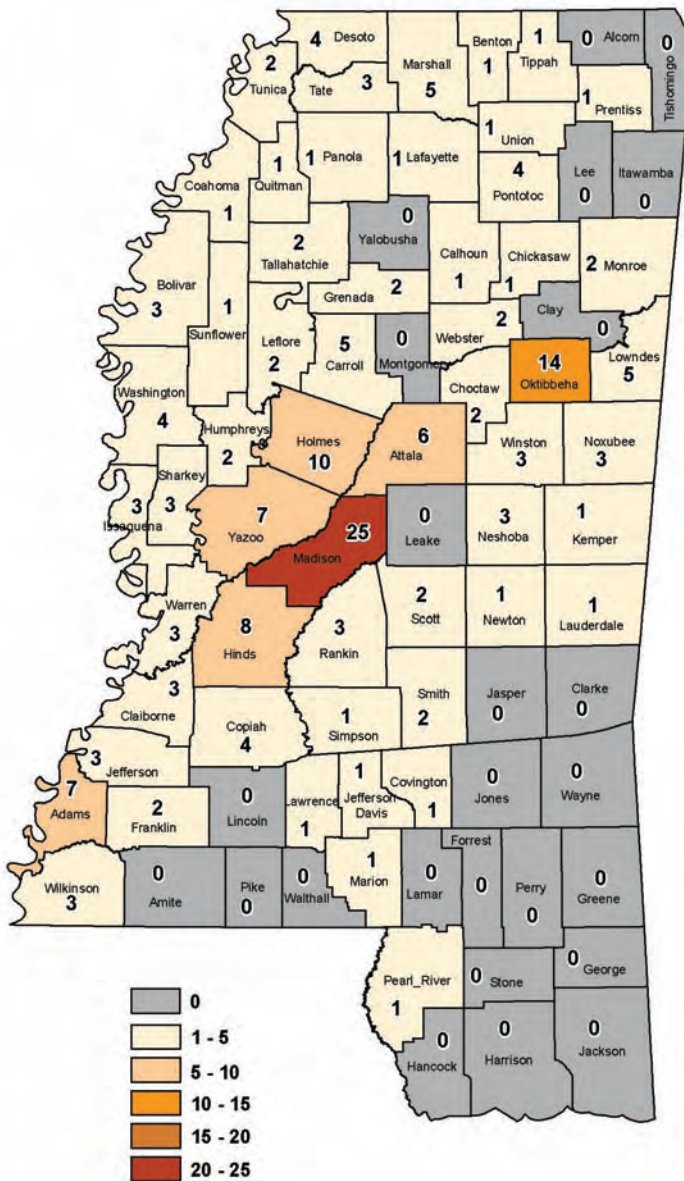 4 Desoto
Marshall
5
Benton
1
1
Tippah
0 Alcorn
0
Tishomingo
2
Tunica
Tate 3
1
Prentiss
1
Union
1 Panola
1 Lafayette
1
Quitman
Coahoma
1
4
Pontotoc
Lee
0
Itawamba
0
0
Yalobusha
2
Tallahatchie
Calhoun
1
Chickasaw
1
2 Monroe
Bolivar
3
1
Sunflower
Grenada 2
2
Webster
Clay
0
Leflore
2
5
Carroll
0
Montgomery
14
Oktibbeha
Lowndes
5
Washington
4
Choctaw
2
Humphreys
2
Holmes
10
6
Attala
Winston
3
Noxubee
3
Sharkey
3
3
Issaquena
7
Yazoo
25
Madison
0
Leake
3
Neshoba
1
Kemper
Warren
3
8
Hinds
3
Rankin
2
Scott
1
Newton
1
Lauderdale
3
Claiborne
Copiah
4
1
Simpson
Smith
2
Jasper
0
Clarke
0
3
Jefferson
7
Adams
2
Franklin
0
Lincoln
Lawrence
1
1
Jefferson
Davis
Covington
1
0
Jones
0
Wayne
Wilkinson
3
0
Amite
Pike
0
0
Walthall
1
Marion
0
Lamar
Forrest
0
Perry
0
0
Greene
Pearl_River
1
0 Stone
0
George
0
Hancock
0
Harrison
0
Jackson
0
1 - 5
5 - 10
10 - 15
15 - 20
20 - 25